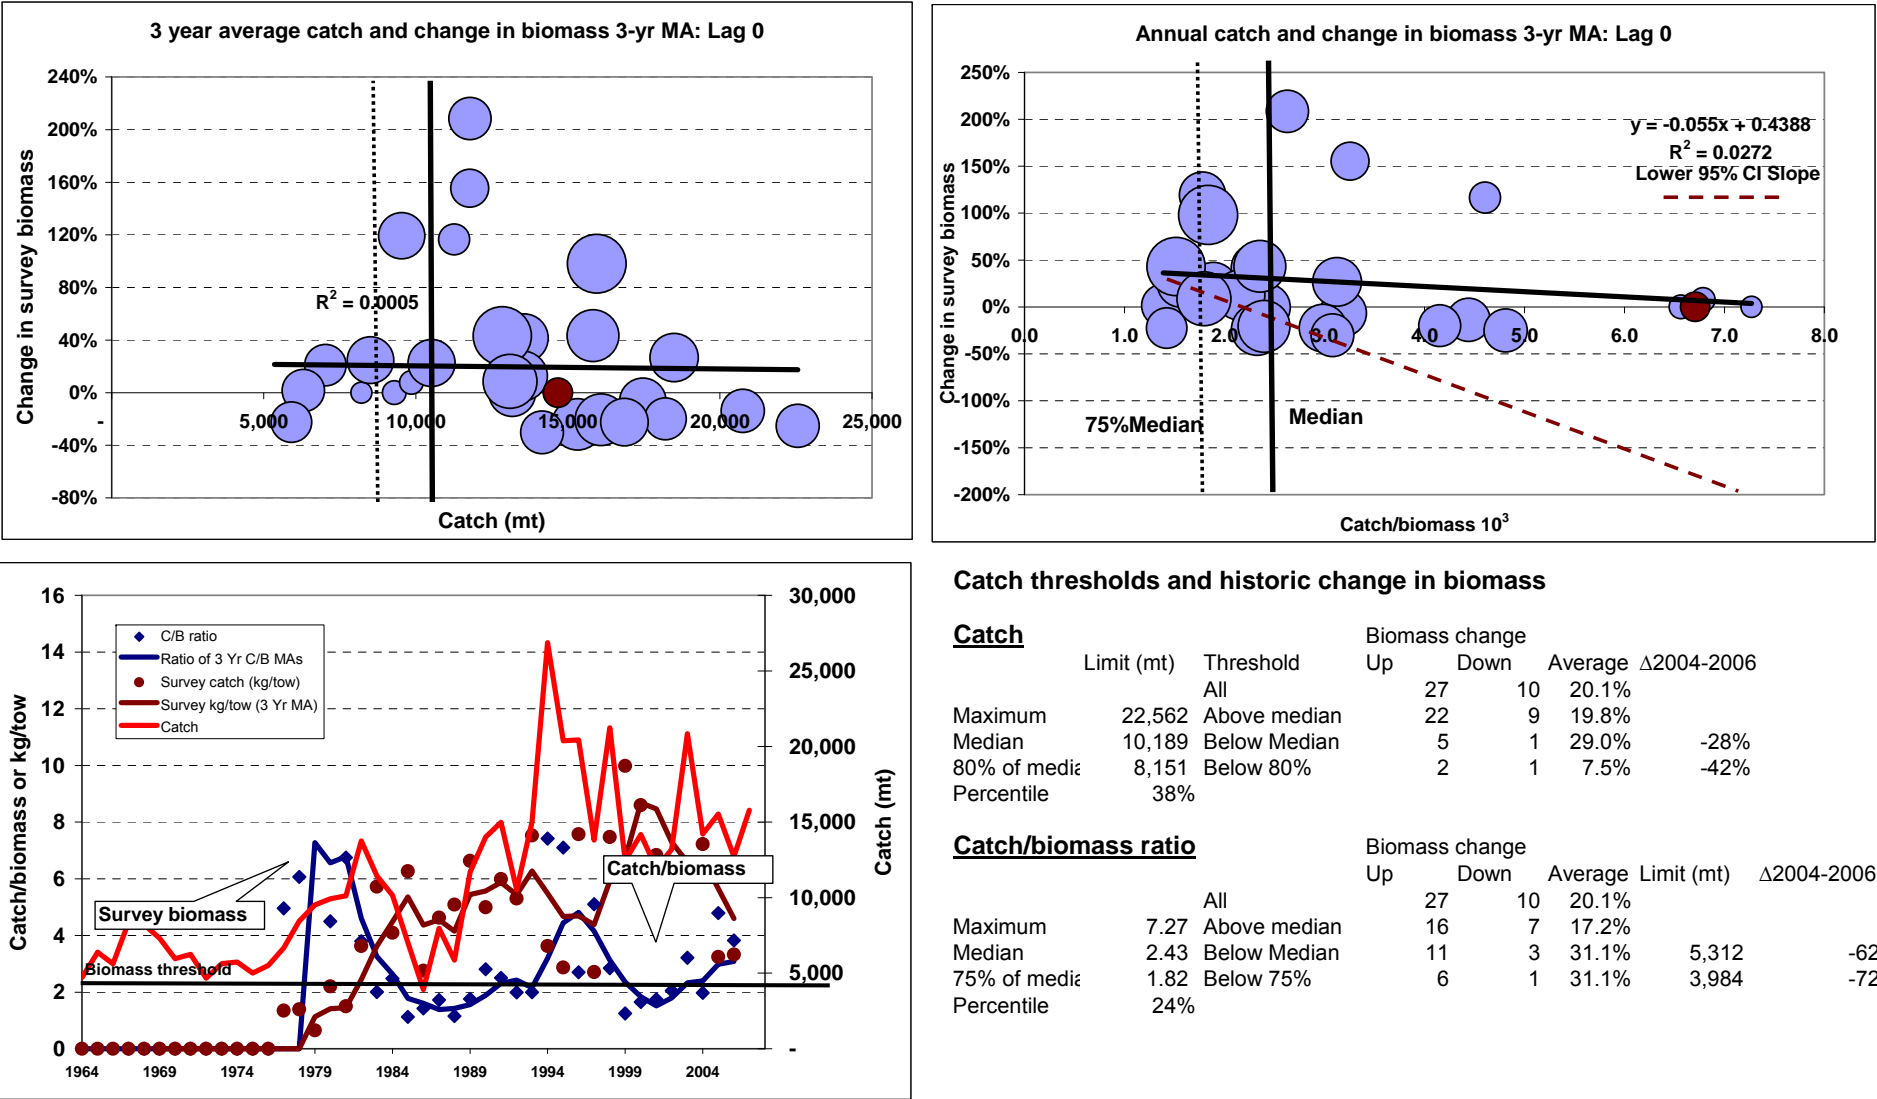 3 year average catch and change in biomass 3-yr MA: Lag 0
240%
200%
160%
120%
80%
40%
0%
-40%
-80%
Change in survey biomass
R² = 0.0005
-
5,000
10,000
15,000
20,000
25,000
Catch (mt)
Annual catch and change in biomass 3-yr MA: Lag 0
250%
200%
150%
100%
50%
0%
-50%
-100%
-150%
-200%
Change in survey biomass
y = -0.055x + 0.4388
R² = 0.0272
Lower 95% CI Slope
0.0
1.0
2.0
3.0
4.0
5.0
6.0
7.0
8.0
75%Median
Median
Catch/biomass 10³
16
14
12
10
8
6
4
2
0
Catch/biomass or kg/tow
C/B ratio
Ratio of 3 Yr C/B MAs
Survey catch (kg/tow)
Survey kg/tow (3 Yr MA)
Catch
Survey biomass
Catch/biomass
Biomass threshold
30,000
25,000
20,000
15,000
10,000
5,000
-
Catch (mt)
1964
1969
1974
1979
1984
1989
1994
1999
2004
Catch thresholds and historic change in biomass
Catch Biomass change
Limit (mt) Threshold Up Down Average Δ2004-2006
All 27 10 20.1%
Maximum 22,562 Above median 22 9 19.8%
Median 10,189 Below Median 5 1 29.0% -28%
80% of media 8,151 Below 80% 2 1 7.5% -42%
Percentile 38%
Catch/biomass ratio Biomass change
Up Down Average Limit (mt) Δ2004-2006
All 27 10 20.1%
Maximum 7.27 Above median 16 7 17.2%
Median 2.43 Below Median 11 3 31.1% 5,312 -62
75% of media 1.82 Below 75% 6 1 31.1% 3,984 -72
Percentile 24%